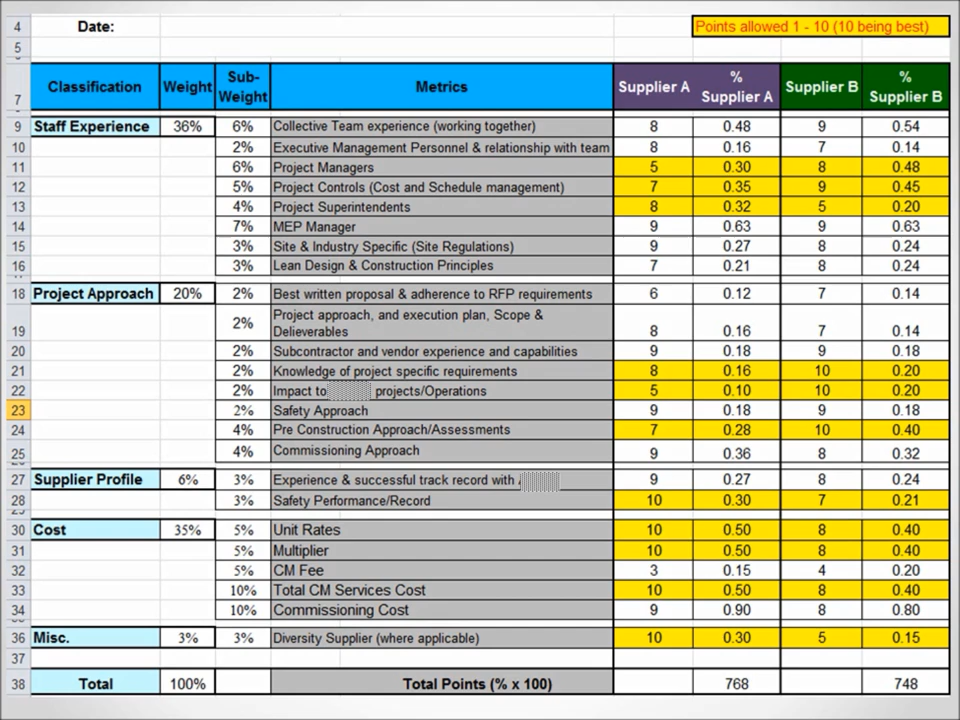 4 Date: Points allowed 1 - 10 (10 being best)
5
7 Classification Weight Sub-Weight Metrics Supplier A % Supplier A Supplier B % Supplier B
9 Staff Experience 36% 6% Collective Team experience (working together) 8 0.48 9 0.54
10 2% Executive Management Personnel & relationship with team 8 0.16 7 0.14
11 6% Project Managers 5 0.30 8 0.48
12 5% Project Controls (Cost and Schedule management) 7 0.35 9 0.45
13 4% Project Superintendents 8 0.32 5 0.20
14 7% MEP Manager 9 0.63 9 0.63
15 3% Site & Industry Specific (Site Regulations) 9 0.27 8 0.24
16 3% Lean Design & Construction Principles 7 0.21 8 0.24
18 Project Approach 20% 2% Best written proposal & adherence to RFP requirements 6 0.12 7 0.14
19 2% Project approach, and execution plan, Scope &
Delieverables 8 0.16 7 0.14
20 2% Subcontractor and vendor experience and capabilities 9 0.18 9 0.18
21 2% Knowledge of project specific requirements 8 0.16 10 0.20
22 2% Impact to projects/Operations 5 0.10 10 0.20
23 2% Safety Approach 9 0.18 9 0.18
24 4% Pre Construction Approach/Assessments 7 0.28 10 0.40
25 4% Commissioning Approach 9 0.36 8 0.32
27 Supplier Profile 6% 3% Experience & successful track record with 9 0.27 8 0.24
28 3% Safety Performance/Record 10 0.30 7 0.21
30 Cost 35% 5% Unit Rates 10 0.50 8 0.40
31 5% Multiplier 10 0.50 8 0.40
32 5% CM Fee 3 0.15 4 0.20
33 10% Total CM Services Cost 10 0.50 8 0.40
34 10% Commissioning Cost 9 0.90 8 0.80
36 Misc. 3% 3% Diversity Supplier (where applicable) 10 0.30 5 0.15
37
38 Total 100% Total Points (% x 100) 768 748